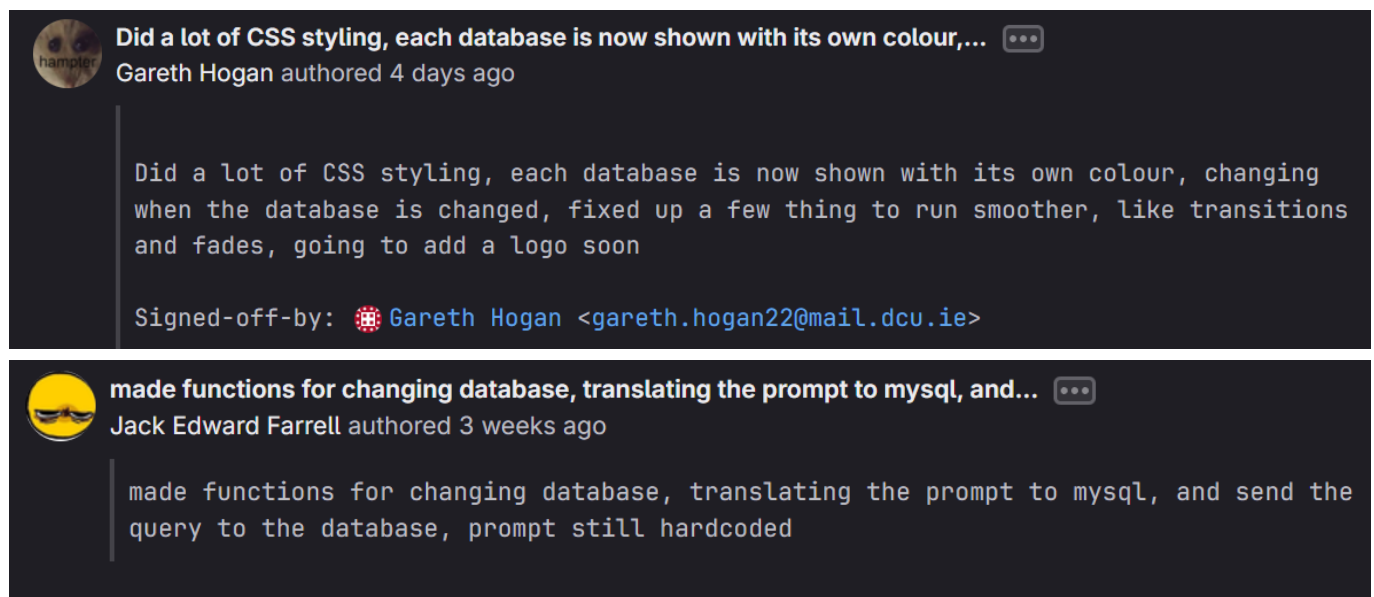 hampter
Did a lot of CSS styling, each database is now shown with its own colour,...
Gareth Hogan authored 4 days ago
Did a lot of CSS styling, each database is now shown with its own colour, changing
when the database is changed, fixed up a few thing to run smoother, like transitions
and fades, going to add a logo soon
Signed-off-by: Gareth Hogan <gareth.hogan22@mail.dcu.ie>
made functions for changing database, translating the prompt to mysql, and...
Jack Edward Farrell authored 3 weeks ago
made functions for changing database, translating the prompt to mysql, and send the
query to the database, prompt still hardcoded